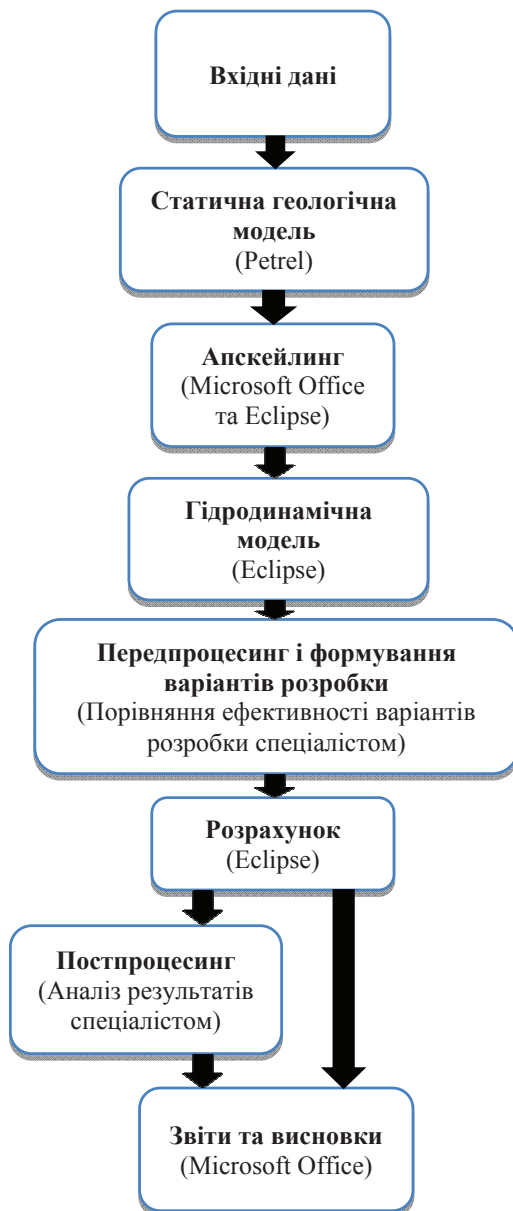 Вхідні дані
Статична геологічна
модель
(Petrel)
Апскейлинг
(Microsoft Office
та Eclipse)
Гідродинамічна
модель
(Eclipse)
Передпроцесинг і формування
варіантів розробки
(Порівняння ефективності варіантів
розробки спеціалістом)
Розрахунок
(Eclipse)
Постпроцесинг
(Аналіз результатів
спеціалістом)
Звіти та висновки
(Microsoft Office)